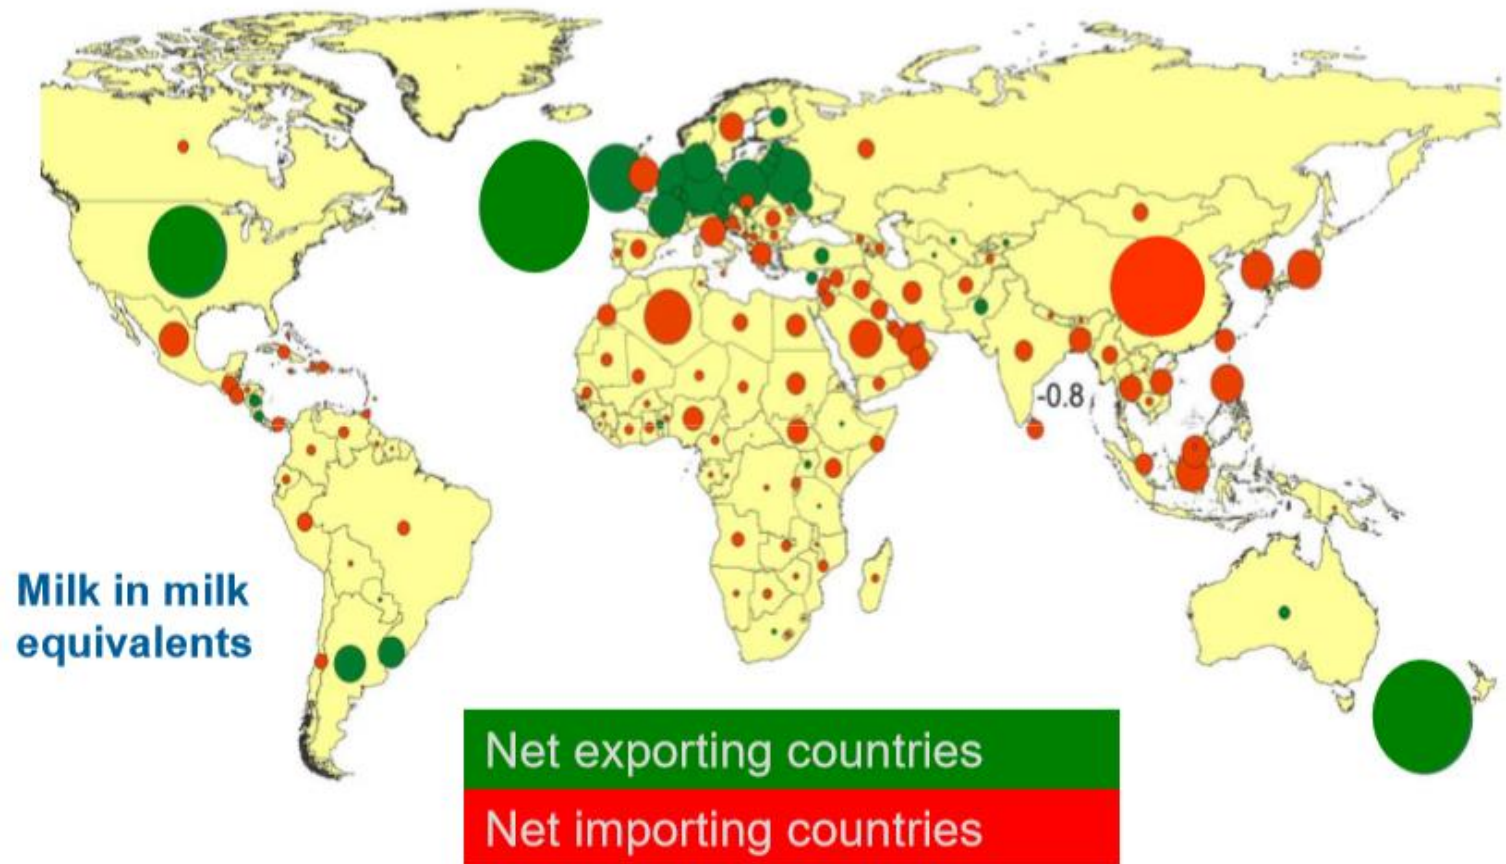 -0.8
Milk in milk
equivalents
Net exporting countries
Net importing countries